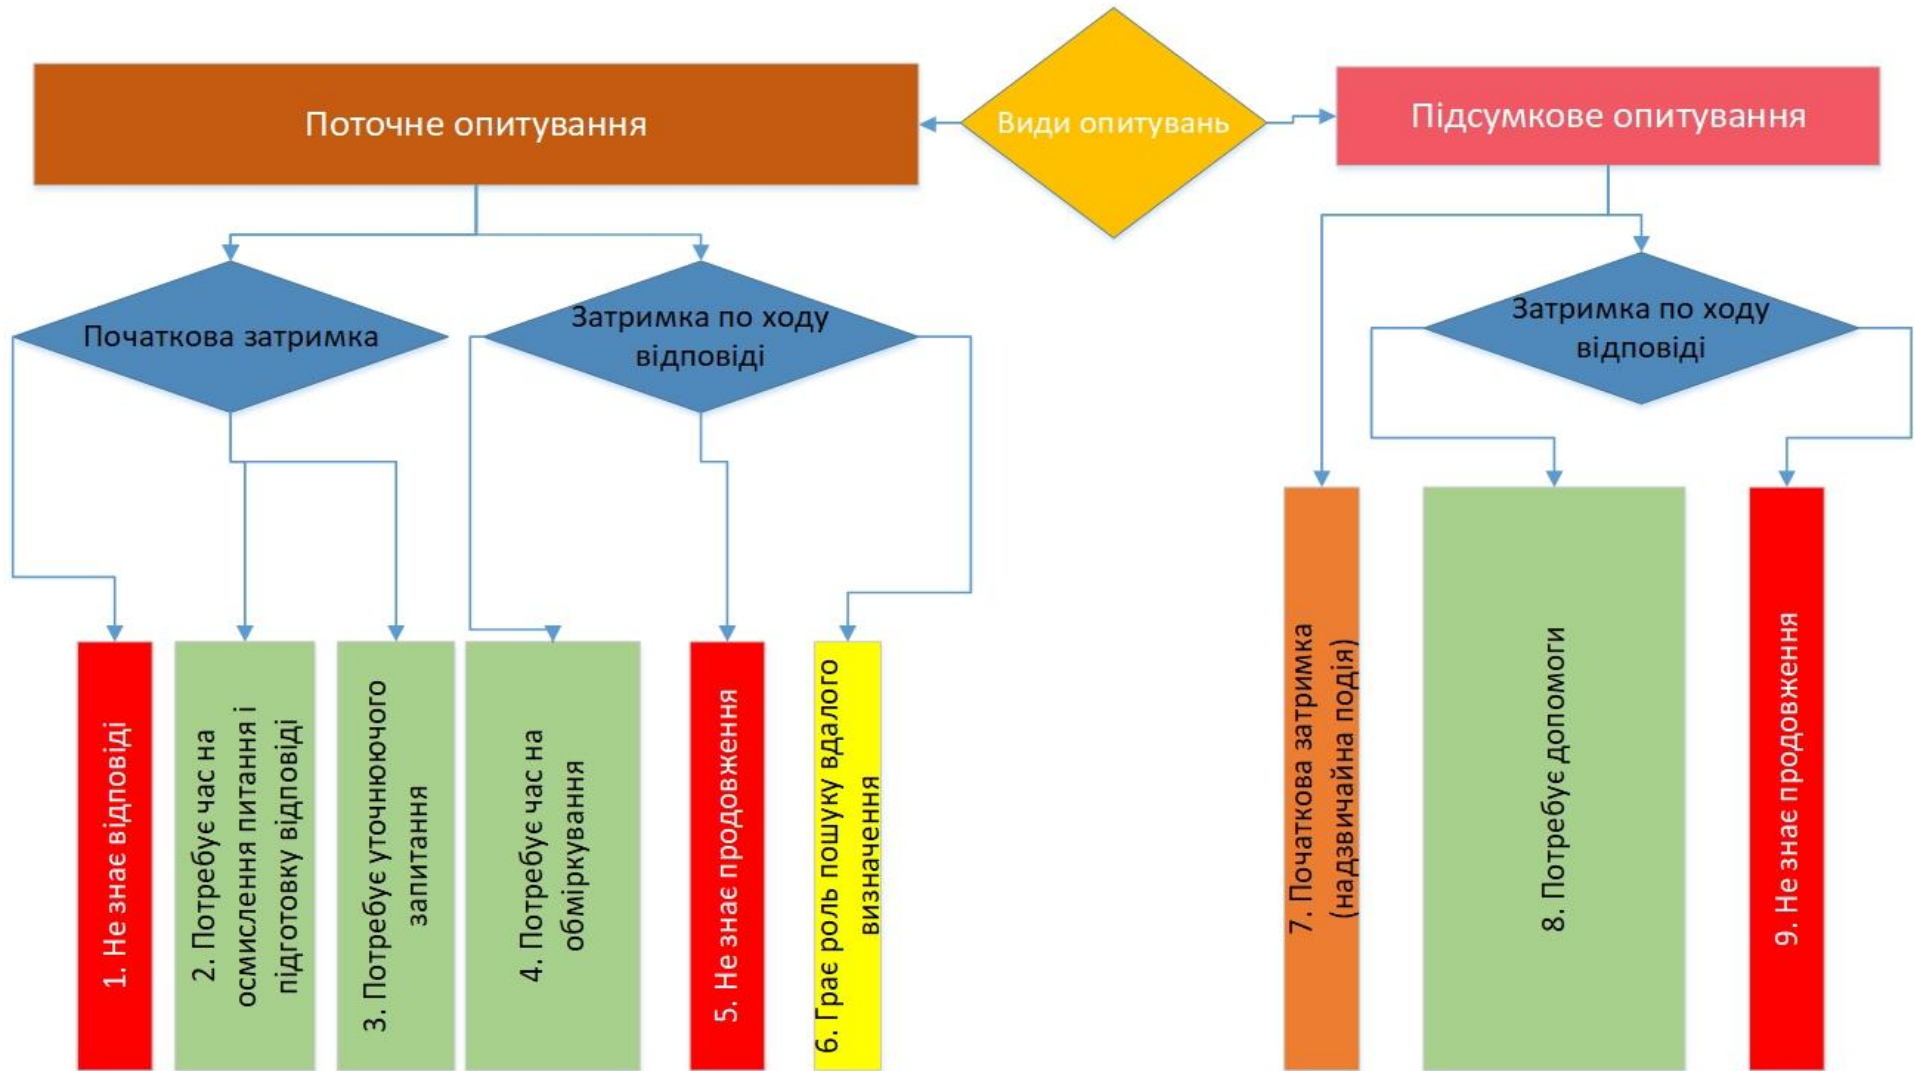 Поточне опитування
Види опитувань
Підсумкове опитування
Початкова затримка
Затримка по ходу
відповіді
Затримка по ходу
відповіді
1. Не знає відповіді
2. Потребує час на
осмислення питання і
підготовку відповіді
3. Потребує уточнюючого
запитання
4. Потребує час на
обміркування
5. Не знає продовження
6. Грає роль пошуку вдалого
визначення
7. Початкова затримка
(надзвичайна подія)
8. Потребує допомоги
9. Не знає продовження